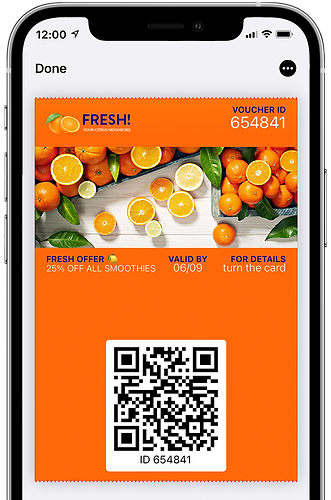 12:00
Done
FRESH!
YOUR CITRUS NEIGHBORS
VOUCHER ID
654841
FRESH OFFER 🍋
25% OFF ALL SMOOTHIES
VALID BY
06/09
FOR DETAILS
turn the card
ID 654841